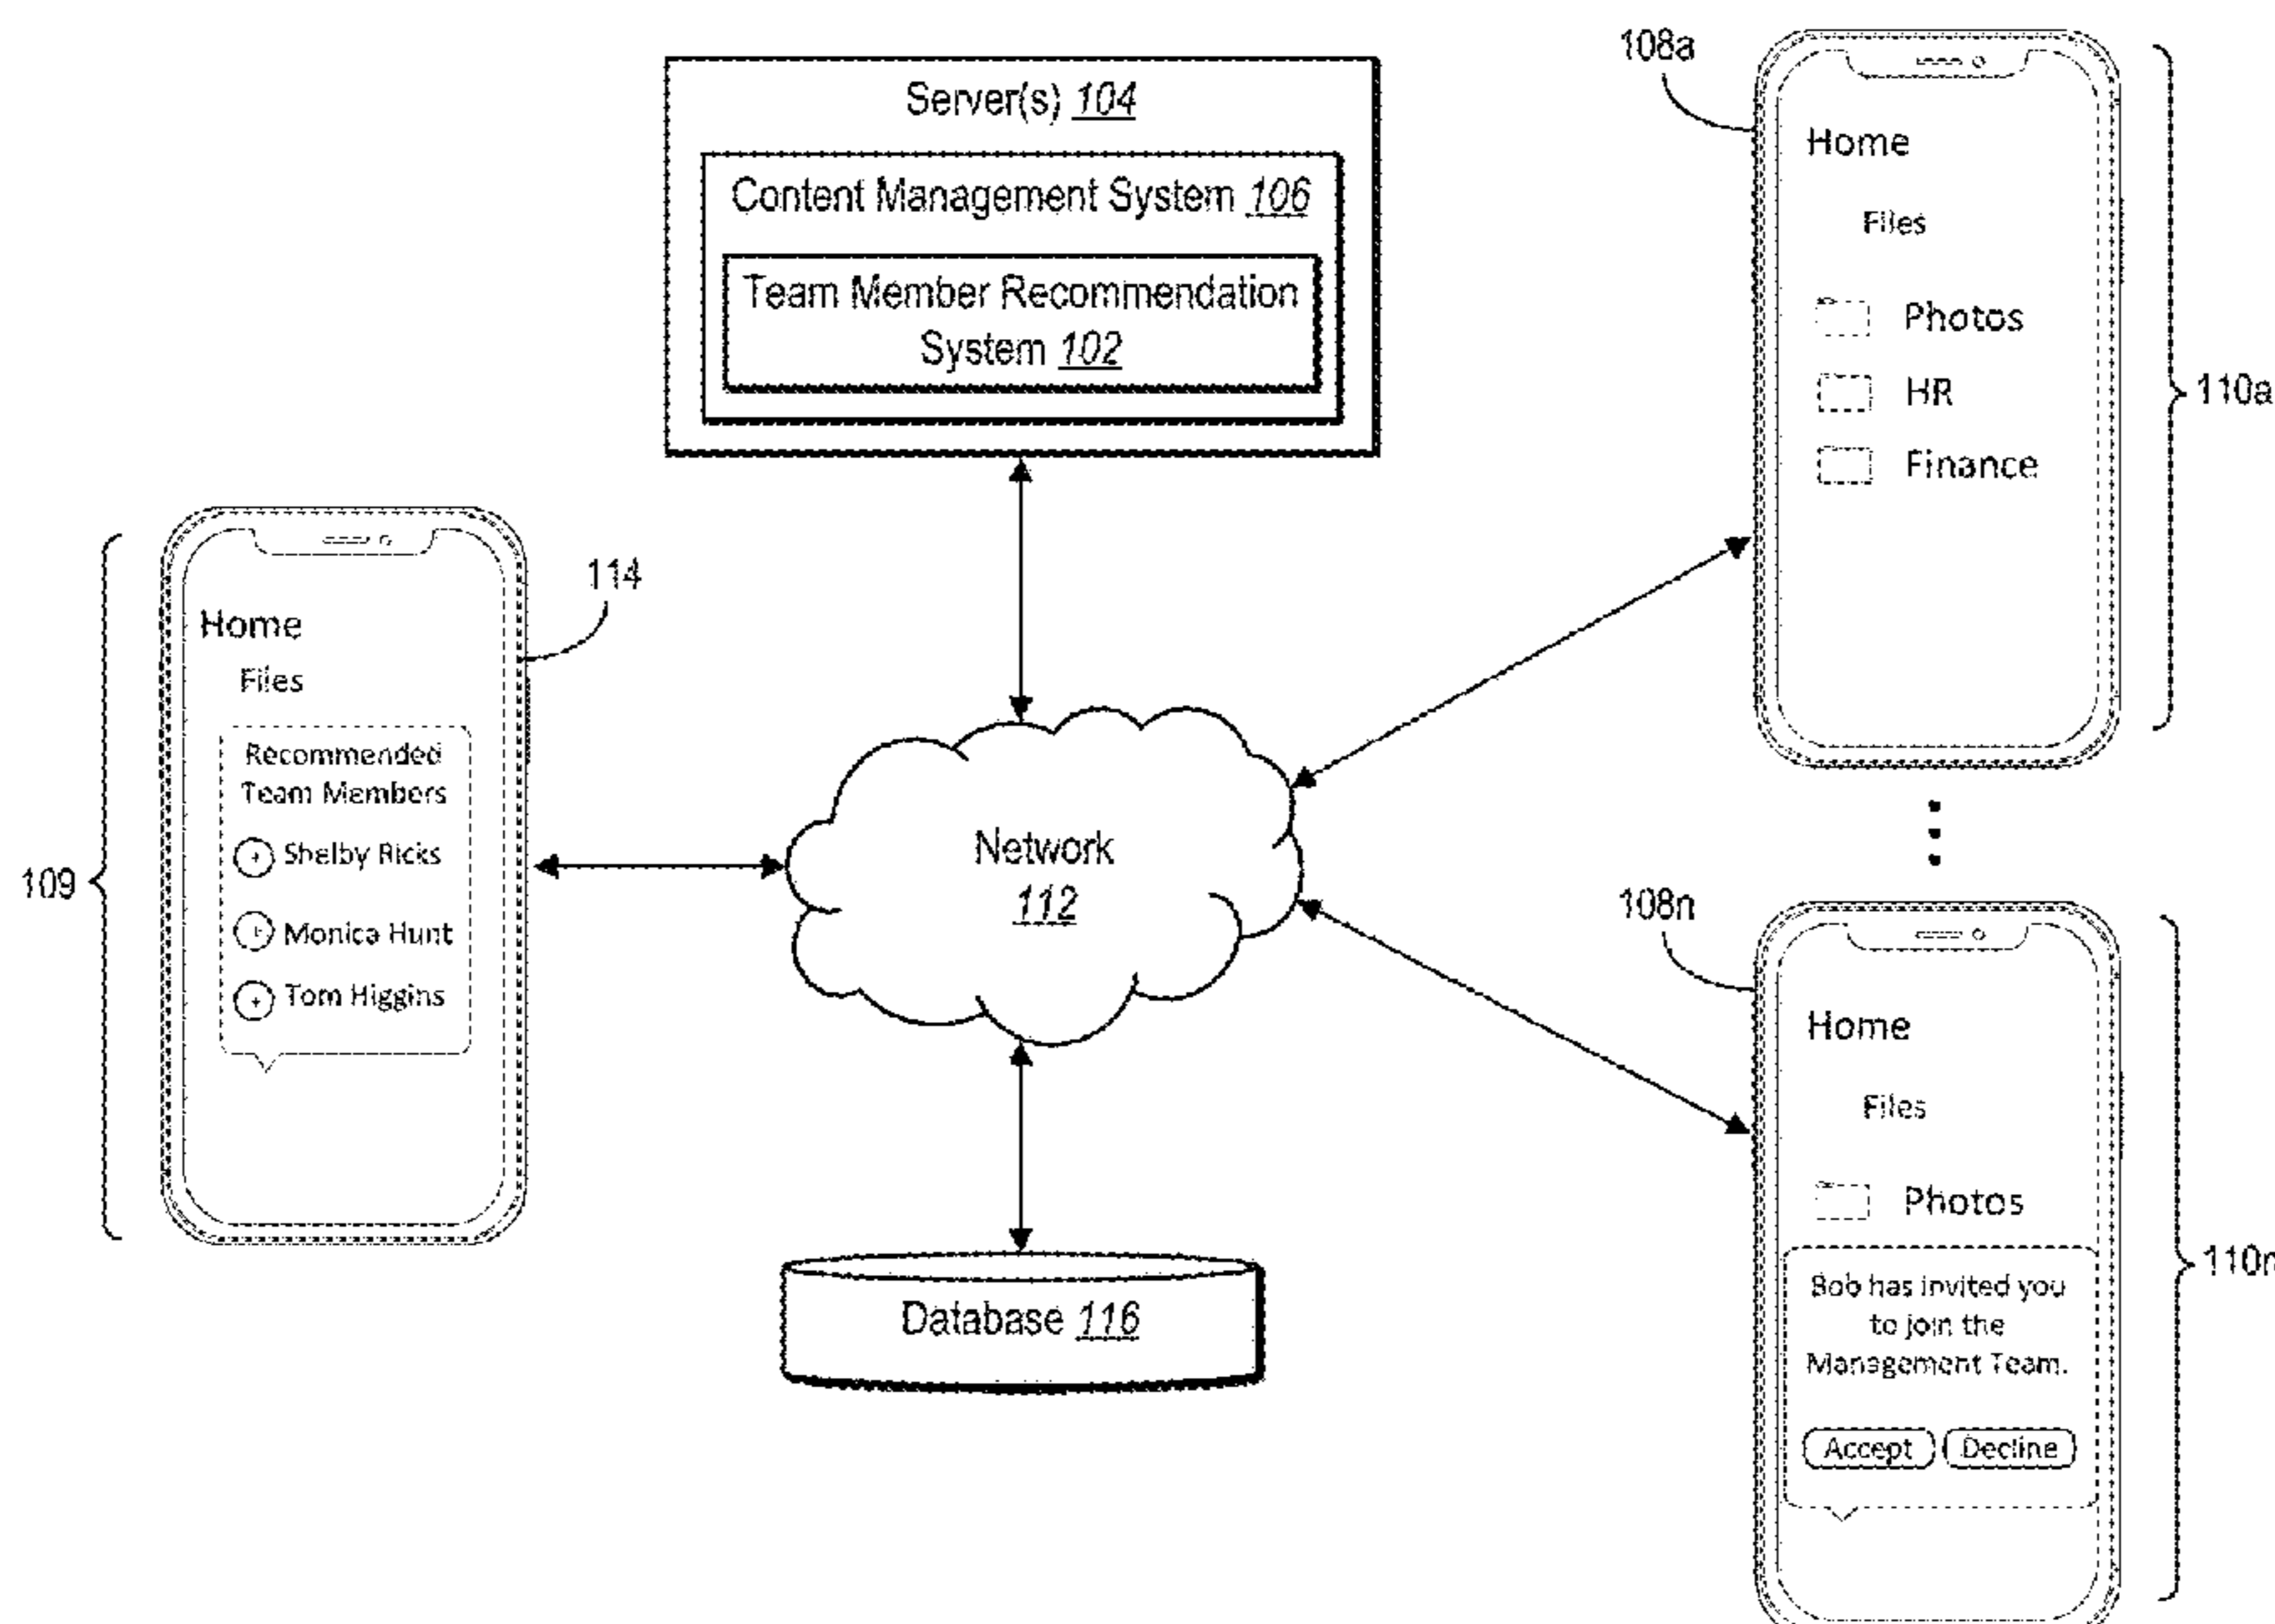 Server(s) 104
Content Management System 106
Team Member Recommendation
System 102
108a
Home
Files
Photos
HR
Finance
110a
114
Home
Files
Recommended
Team Members
+ Shelby Ricks
+ Monica Hunt
+ Tom Higgins
109
Network
112
Database 116
108n
Home
Files
Photos
Bob has invited you
to join the
Management Team.
Accept Decline
110n